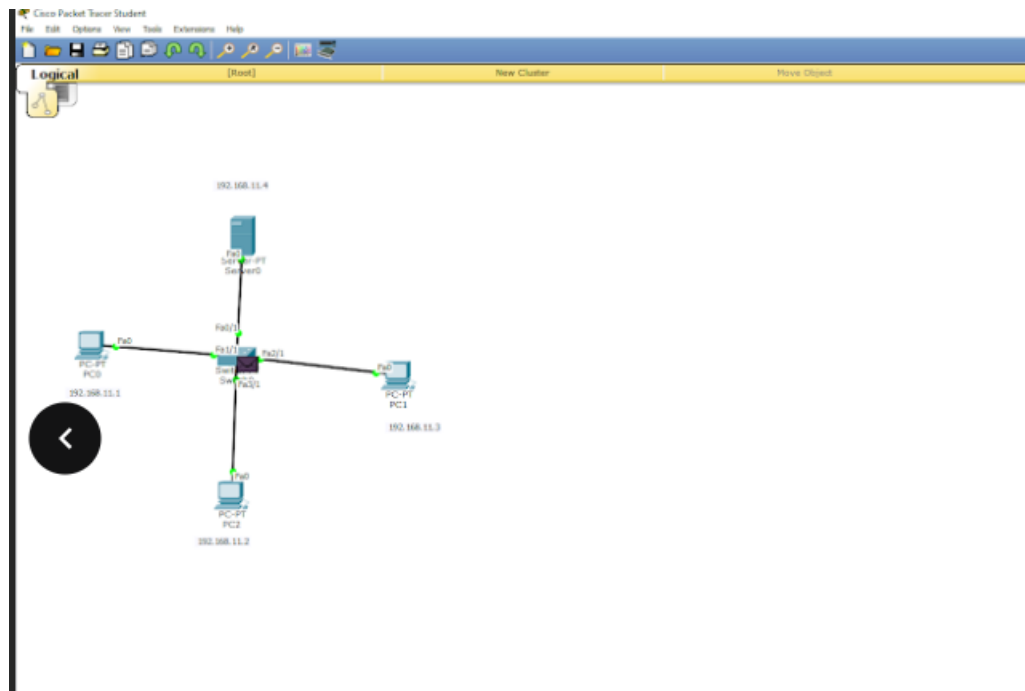 Cisco Packet Tracer Student
File Edit Options View Tools Extensions Help
Logical [Root] New Cluster Move Object
192.168.11.4
Fa0
Server-PT
Server0
Fa0/1
Fa0
Fa1/1
Fa2/1
PC-PT
PC0
Fa3/1
Fa0
192.168.11.1
PC-PT
PC1
192.168.11.3
Fa0
PC-PT
PC2
192.168.11.2